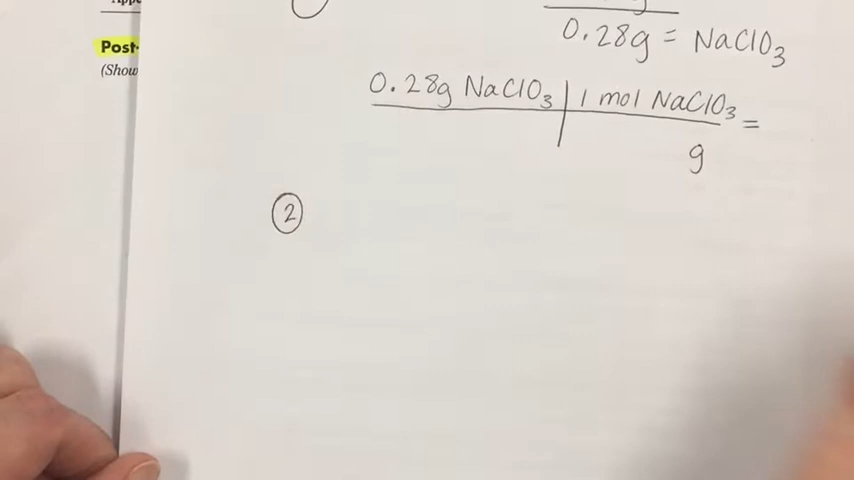 Post-
(Show
0.28g = NaClO₃
0.28g NaClO₃ | 1 mol NaClO₃ =
g
②